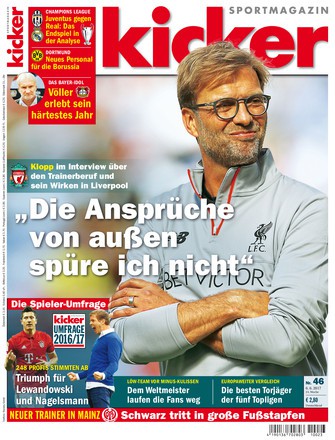 SPORTMAGAZIN
kicker
kicker
CHAMPIONS LEAGUE
Juventus gegen
Real: Das
Endspiel in
der Analyse
DORTMUND
Neues Personal
für die Borussia
DAS BAYER-IDOL
Völler
erlebt sein
härtestes Jahr
Klopp im Interview über
den Trainerberuf und
sein Wirken in Liverpool
„Die Ansprüche
von außen
spüre ich nicht“
L.F.C.
BETVICTOR
Die Spieler-Umfrage
kicker
UMFRAGE
2016/17
248 PROFIS STIMMTEN AB
Triumph für
Lewandowski
und Nagelsmann
LÖW-TEAM VOR MINUS-KULISSEN
Dem Weltmeister
laufen die Fans weg
EUROPAWEITER VERGLEICH
Die besten Torjäger
der fünf Topligen
Nr. 46
€ 2,80
NEUER TRAINER IN MAINZ
Schwarz tritt in große Fußstapfen